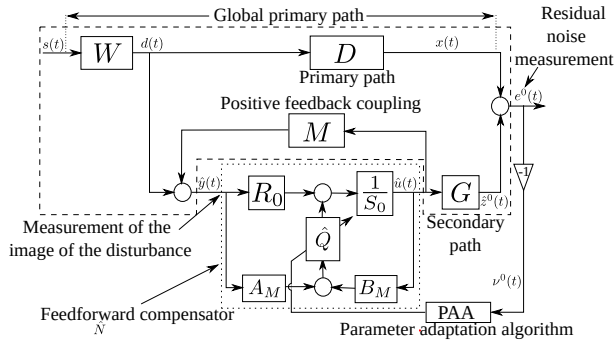 Global primary path
Residual
noise
measurement
s(t)
W
d(t)
D
x(t)
Primary path
e⁰(t)
Positive feedback coupling
M
-1
ŷ(t)
R₀
1
S₀
û(t)
G
ẑ⁰(t)
Measurement of the
image of the disturbance
Q̂
Secondary
path
A_M
B_M
ν⁰(t)
Feedforward compensator
N̂
PAA
Parameter adaptation algorithm